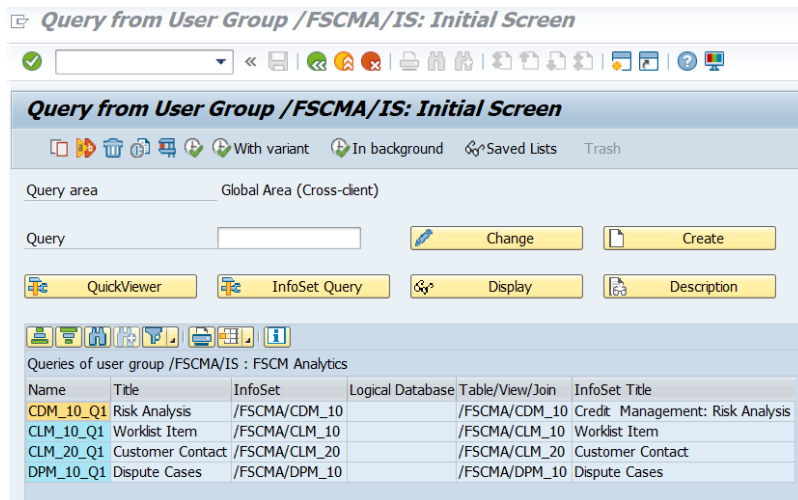 Query from User Group /FSCMA/IS: Initial Screen
Query from User Group /FSCMA/IS: Initial Screen
With variant In background Saved Lists Trash
Query area Global Area (Cross-client)
Query Change Create
QuickViewer InfoSet Query Display Description
Queries of user group /FSCMA/IS : FSCM Analytics
Name Title InfoSet Logical Database Table/View/Join InfoSet Title
CDM_10_Q1 Risk Analysis /FSCMA/CDM_10 /FSCMA/CDM_10 Credit Management: Risk Analysis
CLM_10_Q1 Worklist Item /FSCMA/CLM_10 /FSCMA/CLM_10 Worklist Item
CLM_20_Q1 Customer Contact /FSCMA/CLM_20 /FSCMA/CLM_20 Customer Contact
DPM_10_Q1 Dispute Cases /FSCMA/DPM_10 /FSCMA/DPM_10 Dispute Cases